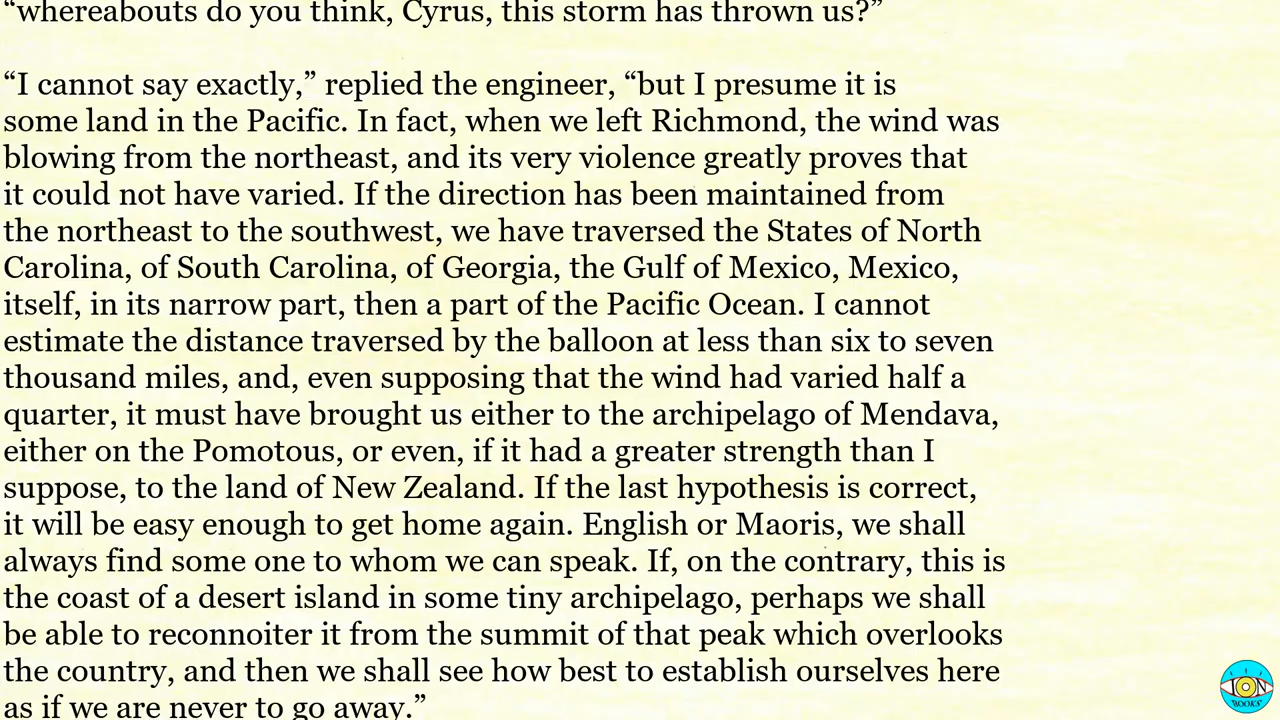 “whereabouts do you think, Cyrus, this storm has thrown us?”
“I cannot say exactly,” replied the engineer, “but I presume it is
some land in the Pacific. In fact, when we left Richmond, the wind was
blowing from the northeast, and its very violence greatly proves that
it could not have varied. If the direction has been maintained from
the northeast to the southwest, we have traversed the States of North
Carolina, of South Carolina, of Georgia, the Gulf of Mexico, Mexico,
itself, in its narrow part, then a part of the Pacific Ocean. I cannot
estimate the distance traversed by the balloon at less than six to seven
thousand miles, and, even supposing that the wind had varied half a
quarter, it must have brought us either to the archipelago of Mendava,
either on the Pomotous, or even, if it had a greater strength than I
suppose, to the land of New Zealand. If the last hypothesis is correct,
it will be easy enough to get home again. English or Maoris, we shall
always find some one to whom we can speak. If, on the contrary, this is
the coast of a desert island in some tiny archipelago, perhaps we shall
be able to reconnoiter it from the summit of that peak which overlooks
the country, and then we shall see how best to establish ourselves here
as if we are never to go away.”
ION
BOOKS